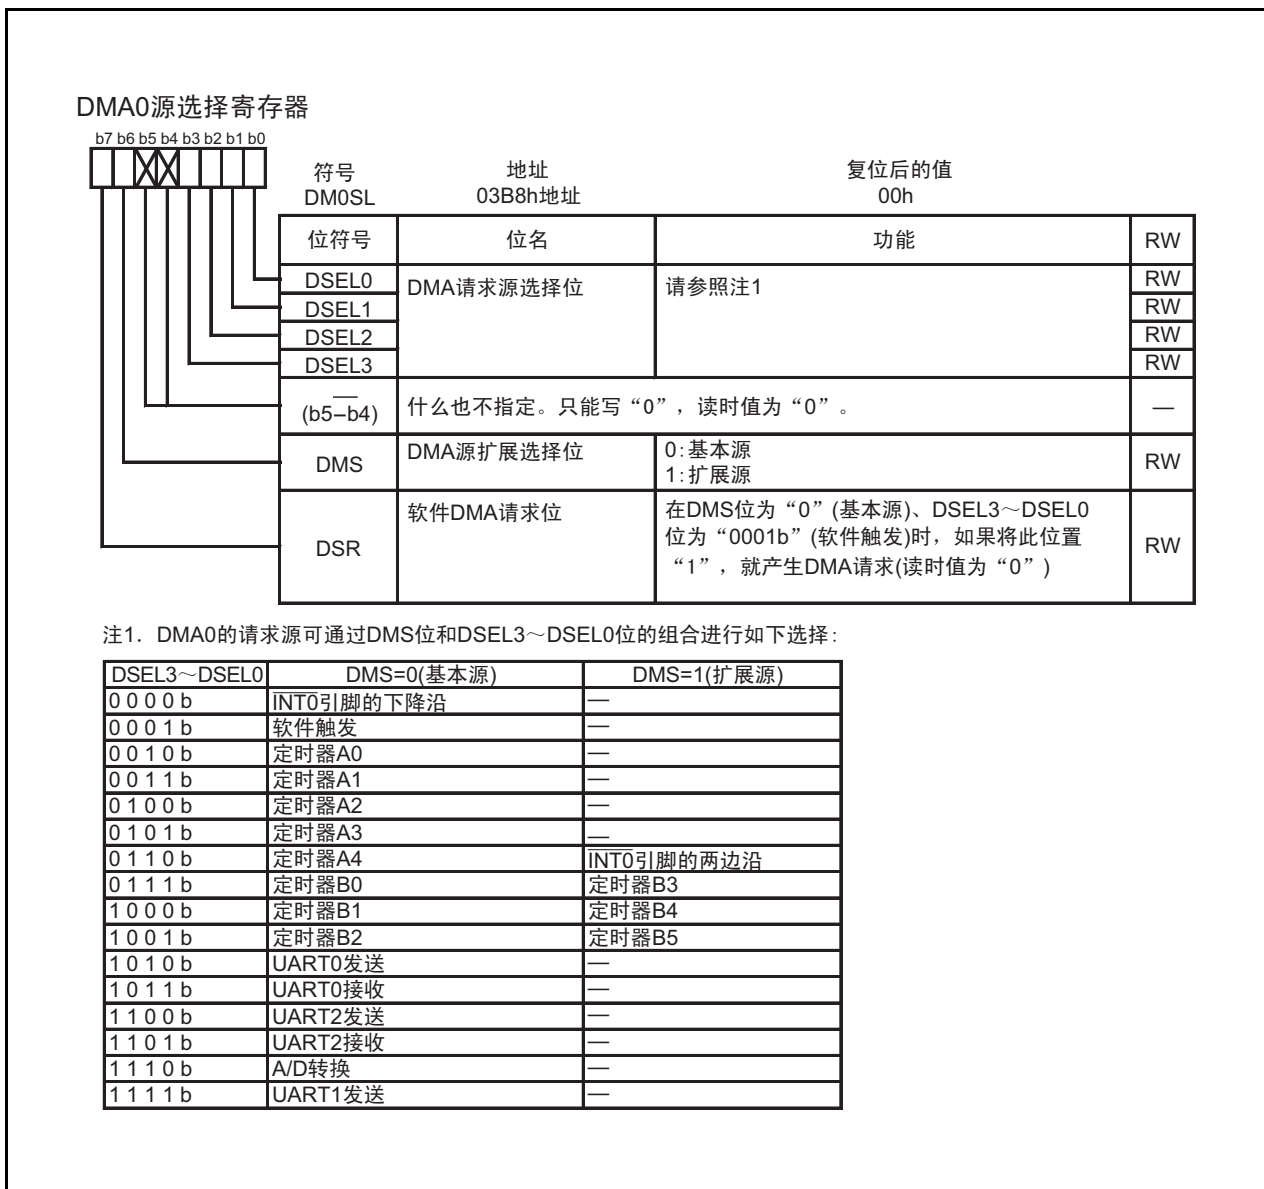 DMA0源选择寄存器
b7 b6 b5 b4 b3 b2 b1 b0
符号 地址 复位后的值
DM0SL 03B8h地址 00h
位符号 位名 功能 RW
DSEL0 DMA请求源选择位 请参照注1 RW
DSEL1 RW
DSEL2 RW
DSEL3 RW
—
(b5–b4) 什么也不指定。只能写“0”，读时值为“0”。 —
DMS DMA源扩展选择位 0:基本源 RW
1:扩展源
DSR 软件DMA请求位 在DMS位为“0”(基本源)、DSEL3～DSEL0 RW
位为“0001b”(软件触发)时，如果将此位置
“1”，就产生DMA请求(读时值为“0”)
注1. DMA0的请求源可通过DMS位和DSEL3～DSEL0位的组合进行如下选择:
DSEL3～DSEL0 DMS=0(基本源) DMS=1(扩展源)
0 0 0 0 b INT0引脚的下降沿 —
0 0 0 1 b 软件触发 —
0 0 1 0 b 定时器A0 —
0 0 1 1 b 定时器A1 —
0 1 0 0 b 定时器A2 —
0 1 0 1 b 定时器A3 —
0 1 1 0 b 定时器A4 INT0引脚的两边沿
0 1 1 1 b 定时器B0 定时器B3
1 0 0 0 b 定时器B1 定时器B4
1 0 0 1 b 定时器B2 定时器B5
1 0 1 0 b UART0发送 —
1 0 1 1 b UART0接收 —
1 1 0 0 b UART2发送 —
1 1 0 1 b UART2接收 —
1 1 1 0 b A/D转换 —
1 1 1 1 b UART1发送 —